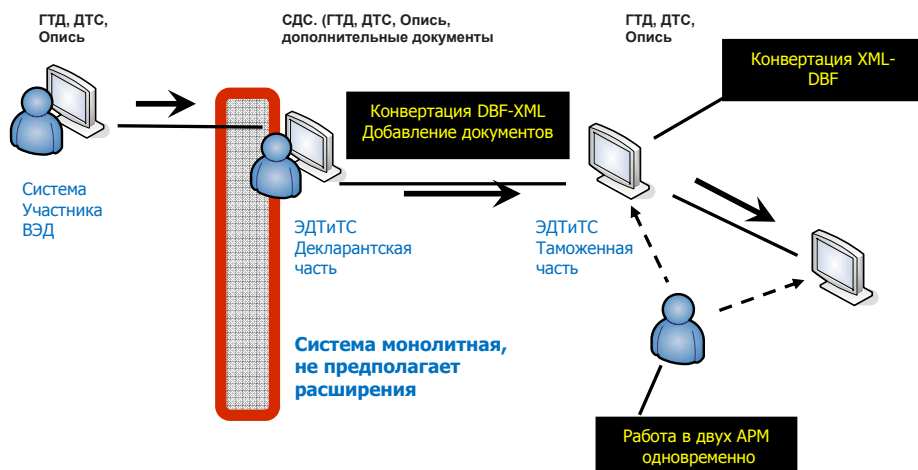 ГТД, ДТС,
Опись
СДС. (ГТД, ДТС, Опись,
дополнительные документы
ГТД, ДТС,
Опись
Конвертация XML-
DBF
Конвертация DBF-XML
Добавление документов
Система
Участника
ВЭД
ЭДТиТС
Декларантская
часть
ЭДТиТС
Таможенная
часть
Система монолитная,
не предполагает
расширения
Работа в двух АРМ
одновременно